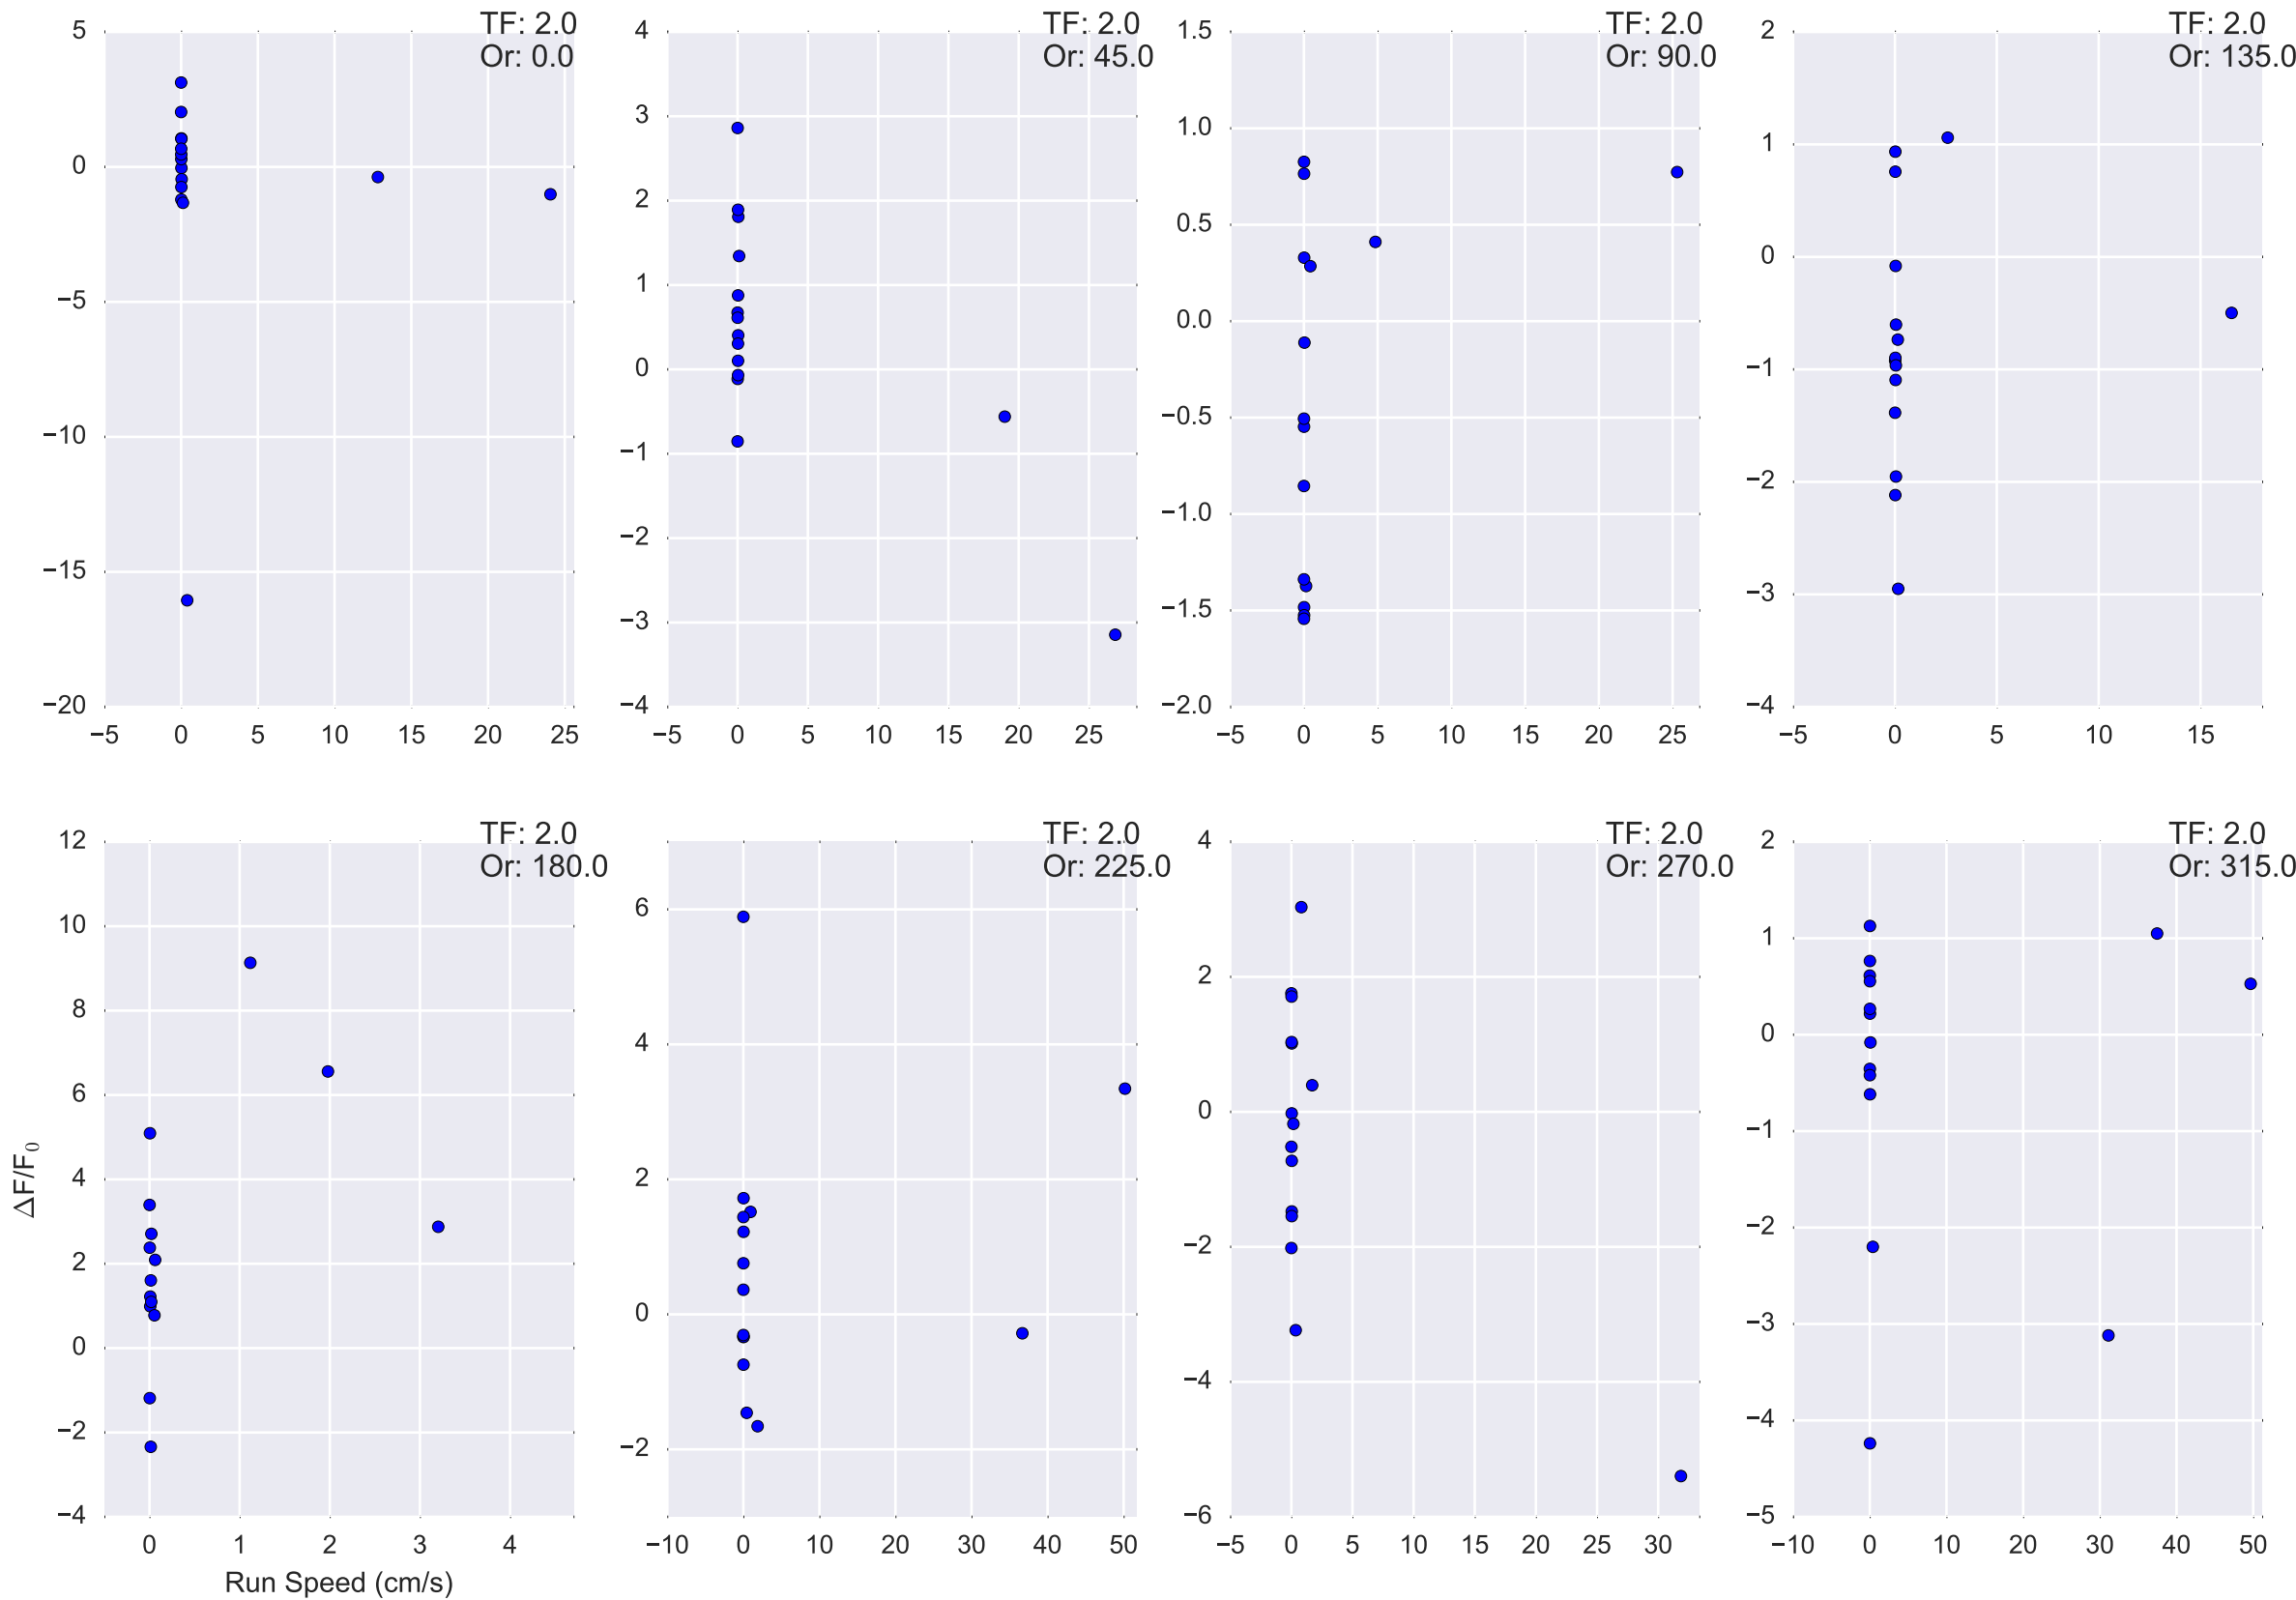 TF: 2.0
Or: 0.0
5
0
−5
−10
−15
−20
−5 0 5 10 15 20 25
TF: 2.0
Or: 45.0
4
3
2
1
0
−1
−2
−3
−4
−5 0 5 10 15 20 25
TF: 2.0
Or: 90.0
1.5
1.0
0.5
0.0
−0.5
−1.0
−1.5
−2.0
−5 0 5 10 15 20 25
TF: 2.0
Or: 135.0
2
1
0
−1
−2
−3
−4
−5 0 5 10 15
TF: 2.0
Or: 180.0
12
10
8
6
4
2
0
−2
−4
0 1 2 3 4
ΔF/F₀
Run Speed (cm/s)
TF: 2.0
Or: 225.0
6
4
2
0
−2
−10 0 10 20 30 40 50
TF: 2.0
Or: 270.0
4
2
0
−2
−4
−6
−5 0 5 10 15 20 25 30
TF: 2.0
Or: 315.0
2
1
0
−1
−2
−3
−4
−5
−10 0 10 20 30 40 50